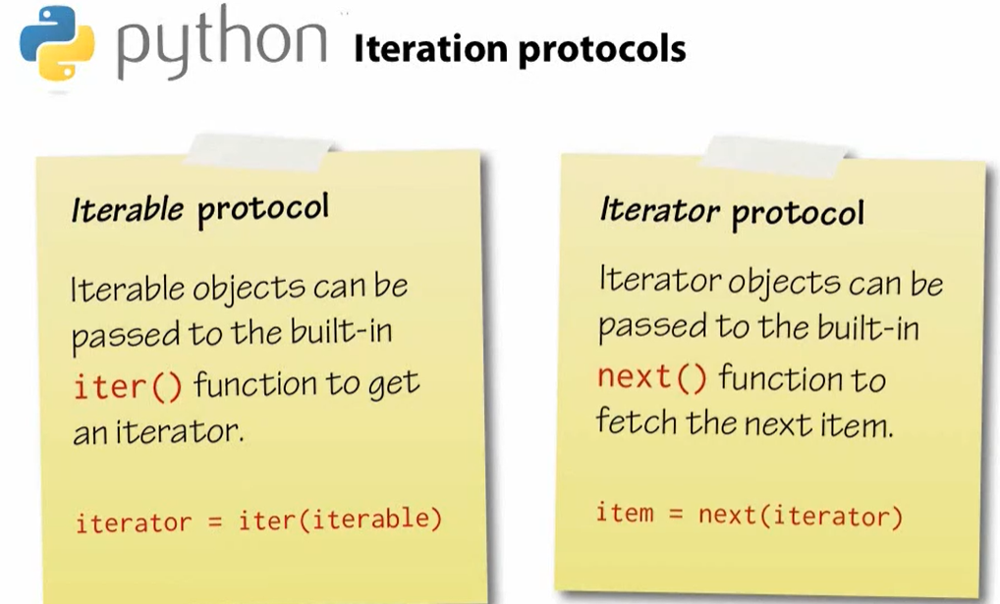 python Iteration protocols
Iterable protocol
Iterable objects can be
passed to the built-in
iter() function to get
an iterator.
iterator = iter(iterable)
Iterator protocol
Iterator objects can be
passed to the built-in
next() function to
fetch the next item.
item = next(iterator)